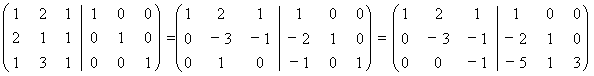 ( 1 2 1 | 1 0 0 ) = ( 1 2 1 | 1 0 0 ) = ( 1 2 1 | 1 0 0 )
( 2 1 1 | 0 1 0 ) = ( 0 −3 −1 | −2 1 0 ) = ( 0 −3 −1 | −2 1 0 )
( 1 3 1 | 0 0 1 ) = ( 0 1 0 | −1 0 1 ) = ( 0 0 −1 | −5 1 3 )